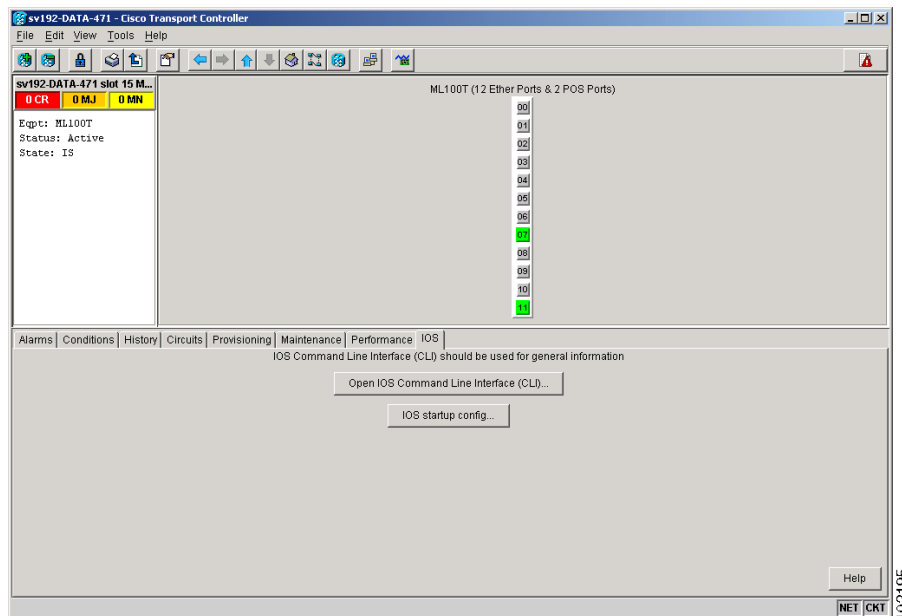 sv192-DATA-471 - Cisco Transport Controller
File Edit View Tools Help
sv192-DATA-471 slot 15 M...
0 CR 0 MJ 0 MN
Eqpt: ML100T
Status: Active
State: IS
ML100T (12 Ether Ports & 2 POS Ports)
00
01
02
03
04
05
06
07
08
09
10
11
Alarms Conditions History Circuits Provisioning Maintenance Performance IOS
IOS Command Line Interface (CLI) should be used for general information
Open IOS Command Line Interface (CLI)...
IOS startup config...
Help
NET CKT